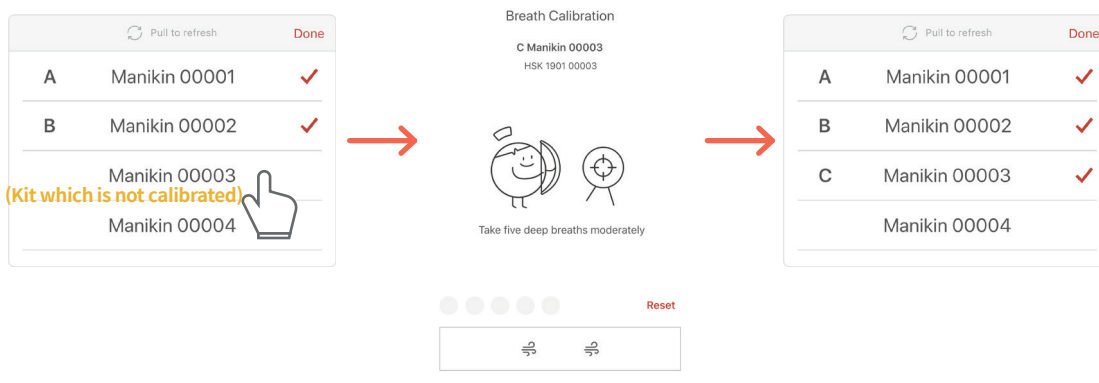 Pull to refresh Done
A Manikin 00001
B Manikin 00002
Manikin 00003
(Kit which is not calibrated)
Manikin 00004
Breath Calibration
C Manikin 00003
HSK 1901 00003
Take five deep breaths moderately
Reset
Pull to refresh Done
A Manikin 00001
B Manikin 00002
C Manikin 00003
Manikin 00004